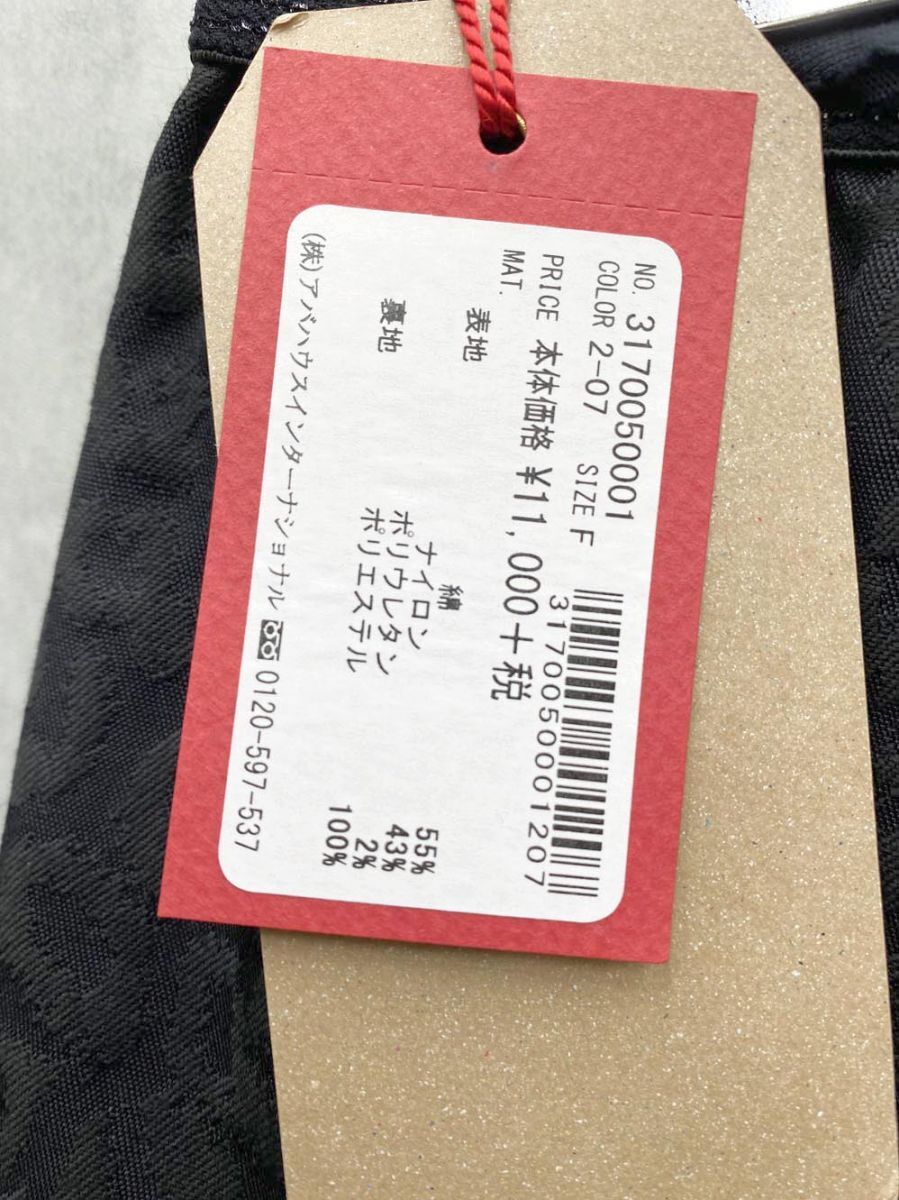 NO. 3170050001
COLOR 2-07 SIZE F
3170050001207
PRICE 本体価格 ¥11,000+税
MAT.
表地 綿 55%
ナイロン 43%
ポリウレタン 2%
裏地 ポリエステル 100%
(株)アバハウスインターナショナル 0120-597-537